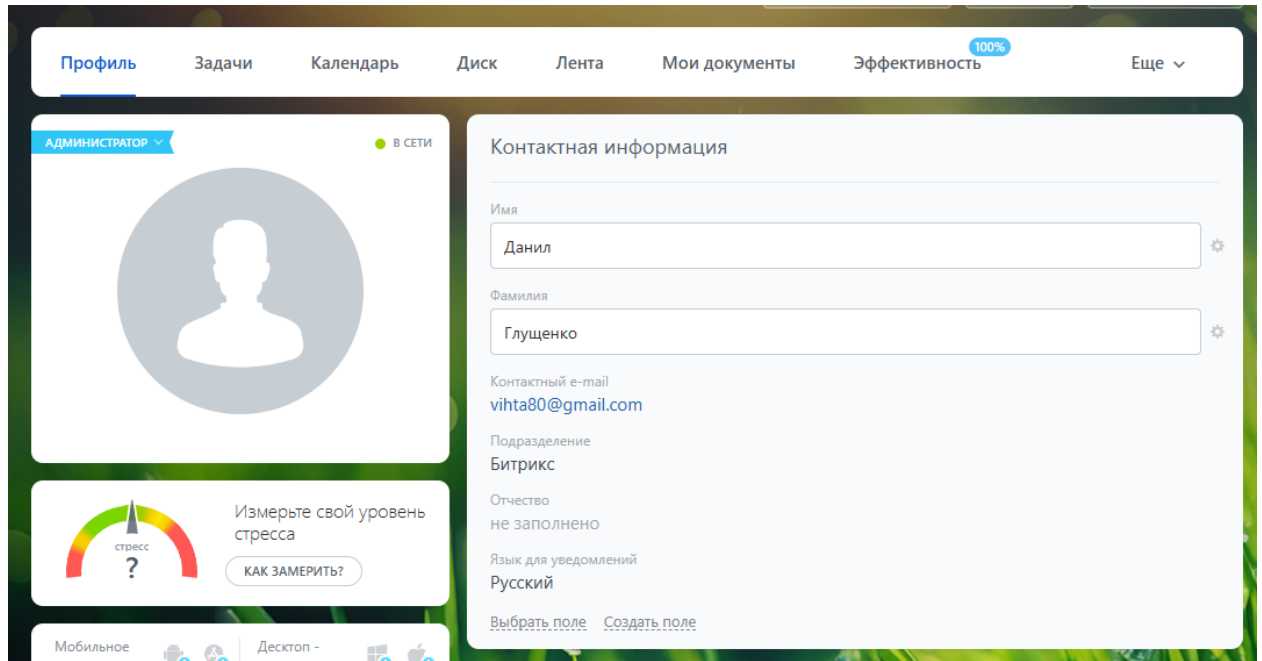 Профиль Задачи Календарь Диск Лента Мои документы Эффективность 100% Еще
АДМИНИСТРАТОР
В СЕТИ
Измерьте свой уровень
стресса
стресс
?
КАК ЗАМЕРИТЬ?
Мобильное
Десктоп -
Контактная информация
Имя
Данил
Фамилия
Глущенко
Контактный e-mail
vihta80@gmail.com
Подразделение
Битрикс
Отчество
не заполнено
Язык для уведомлений
Русский
Выбрать поле Создать поле